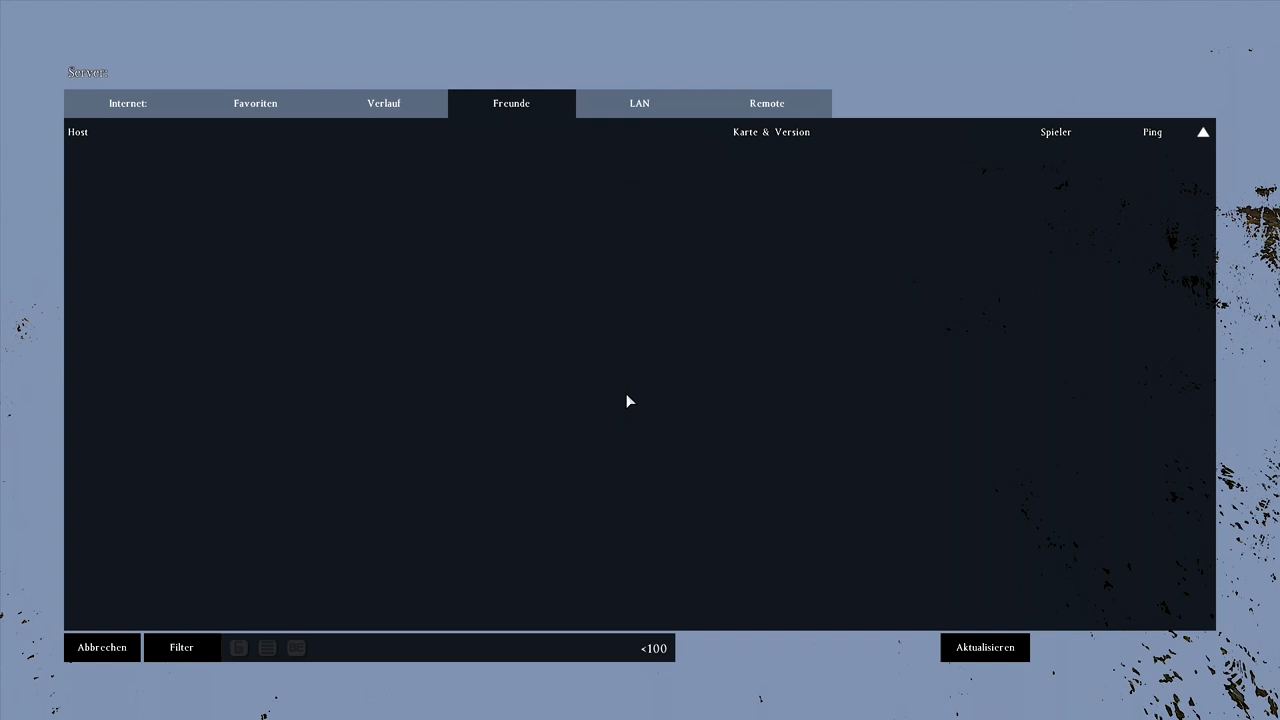 Server:
Internet: Favoriten Verlauf Freunde LAN Remote
Host Karte & Version Spieler Ping
Abbrechen Filter <100 Aktualisieren